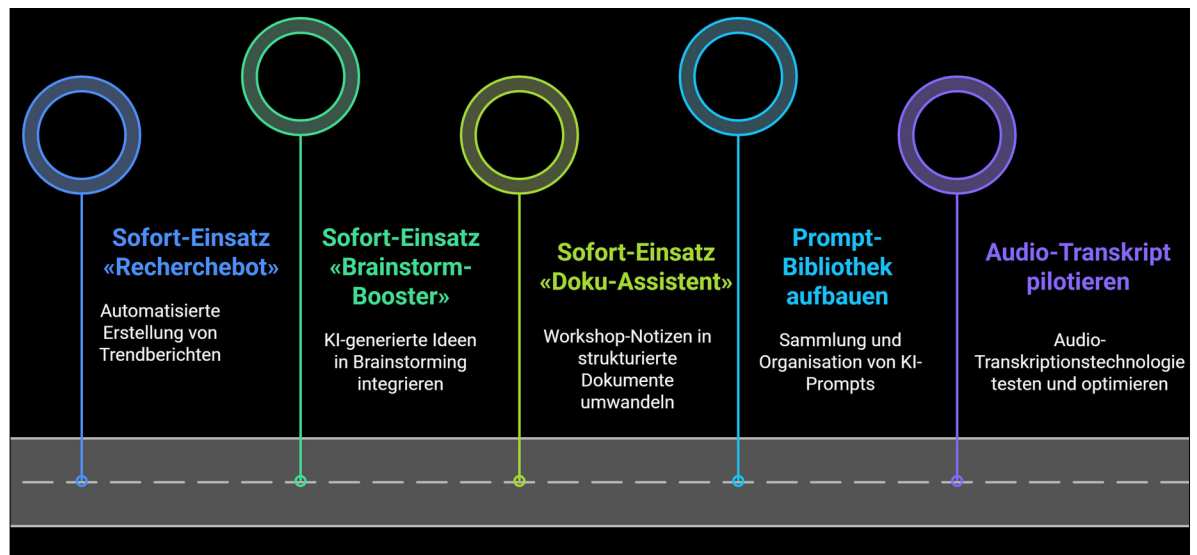 Sofort-Einsatz
«Recherchebot»
Automatisierte
Erstellung von
Trendberichten
Sofort-Einsatz
«Brainstorm-
Booster»
KI-generierte Ideen
in Brainstorming
integrieren
Sofort-Einsatz
«Doku-Assistent»
Workshop-Notizen in
strukturierte
Dokumente
umwandeln
Prompt-
Bibliothek
aufbauen
Sammlung und
Organisation von KI-
Prompts
Audio-Transkript
pilotieren
Audio-
Transkriptionstechnologie
testen und optimieren